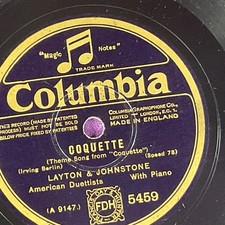 "Magic Notes"
TRADE MARK
Columbia
THIS RECORD (MADE BY PATENTED
PROCESS) MUST NOT BE SOLD
BELOW PRICE FIXED BY PATENTEES
COLUMBIA GRAPHOPHONE CO.
LIMITED · LONDON, E.C. 1.
MADE IN ENGLAND
COQUETTE
(Theme Song from "Coquette")
(Irving Berlin)
(Speed 78)
LAYTON & JOHNSTONE
American Duettists
With Piano
(A 9147.)
FDH
5459